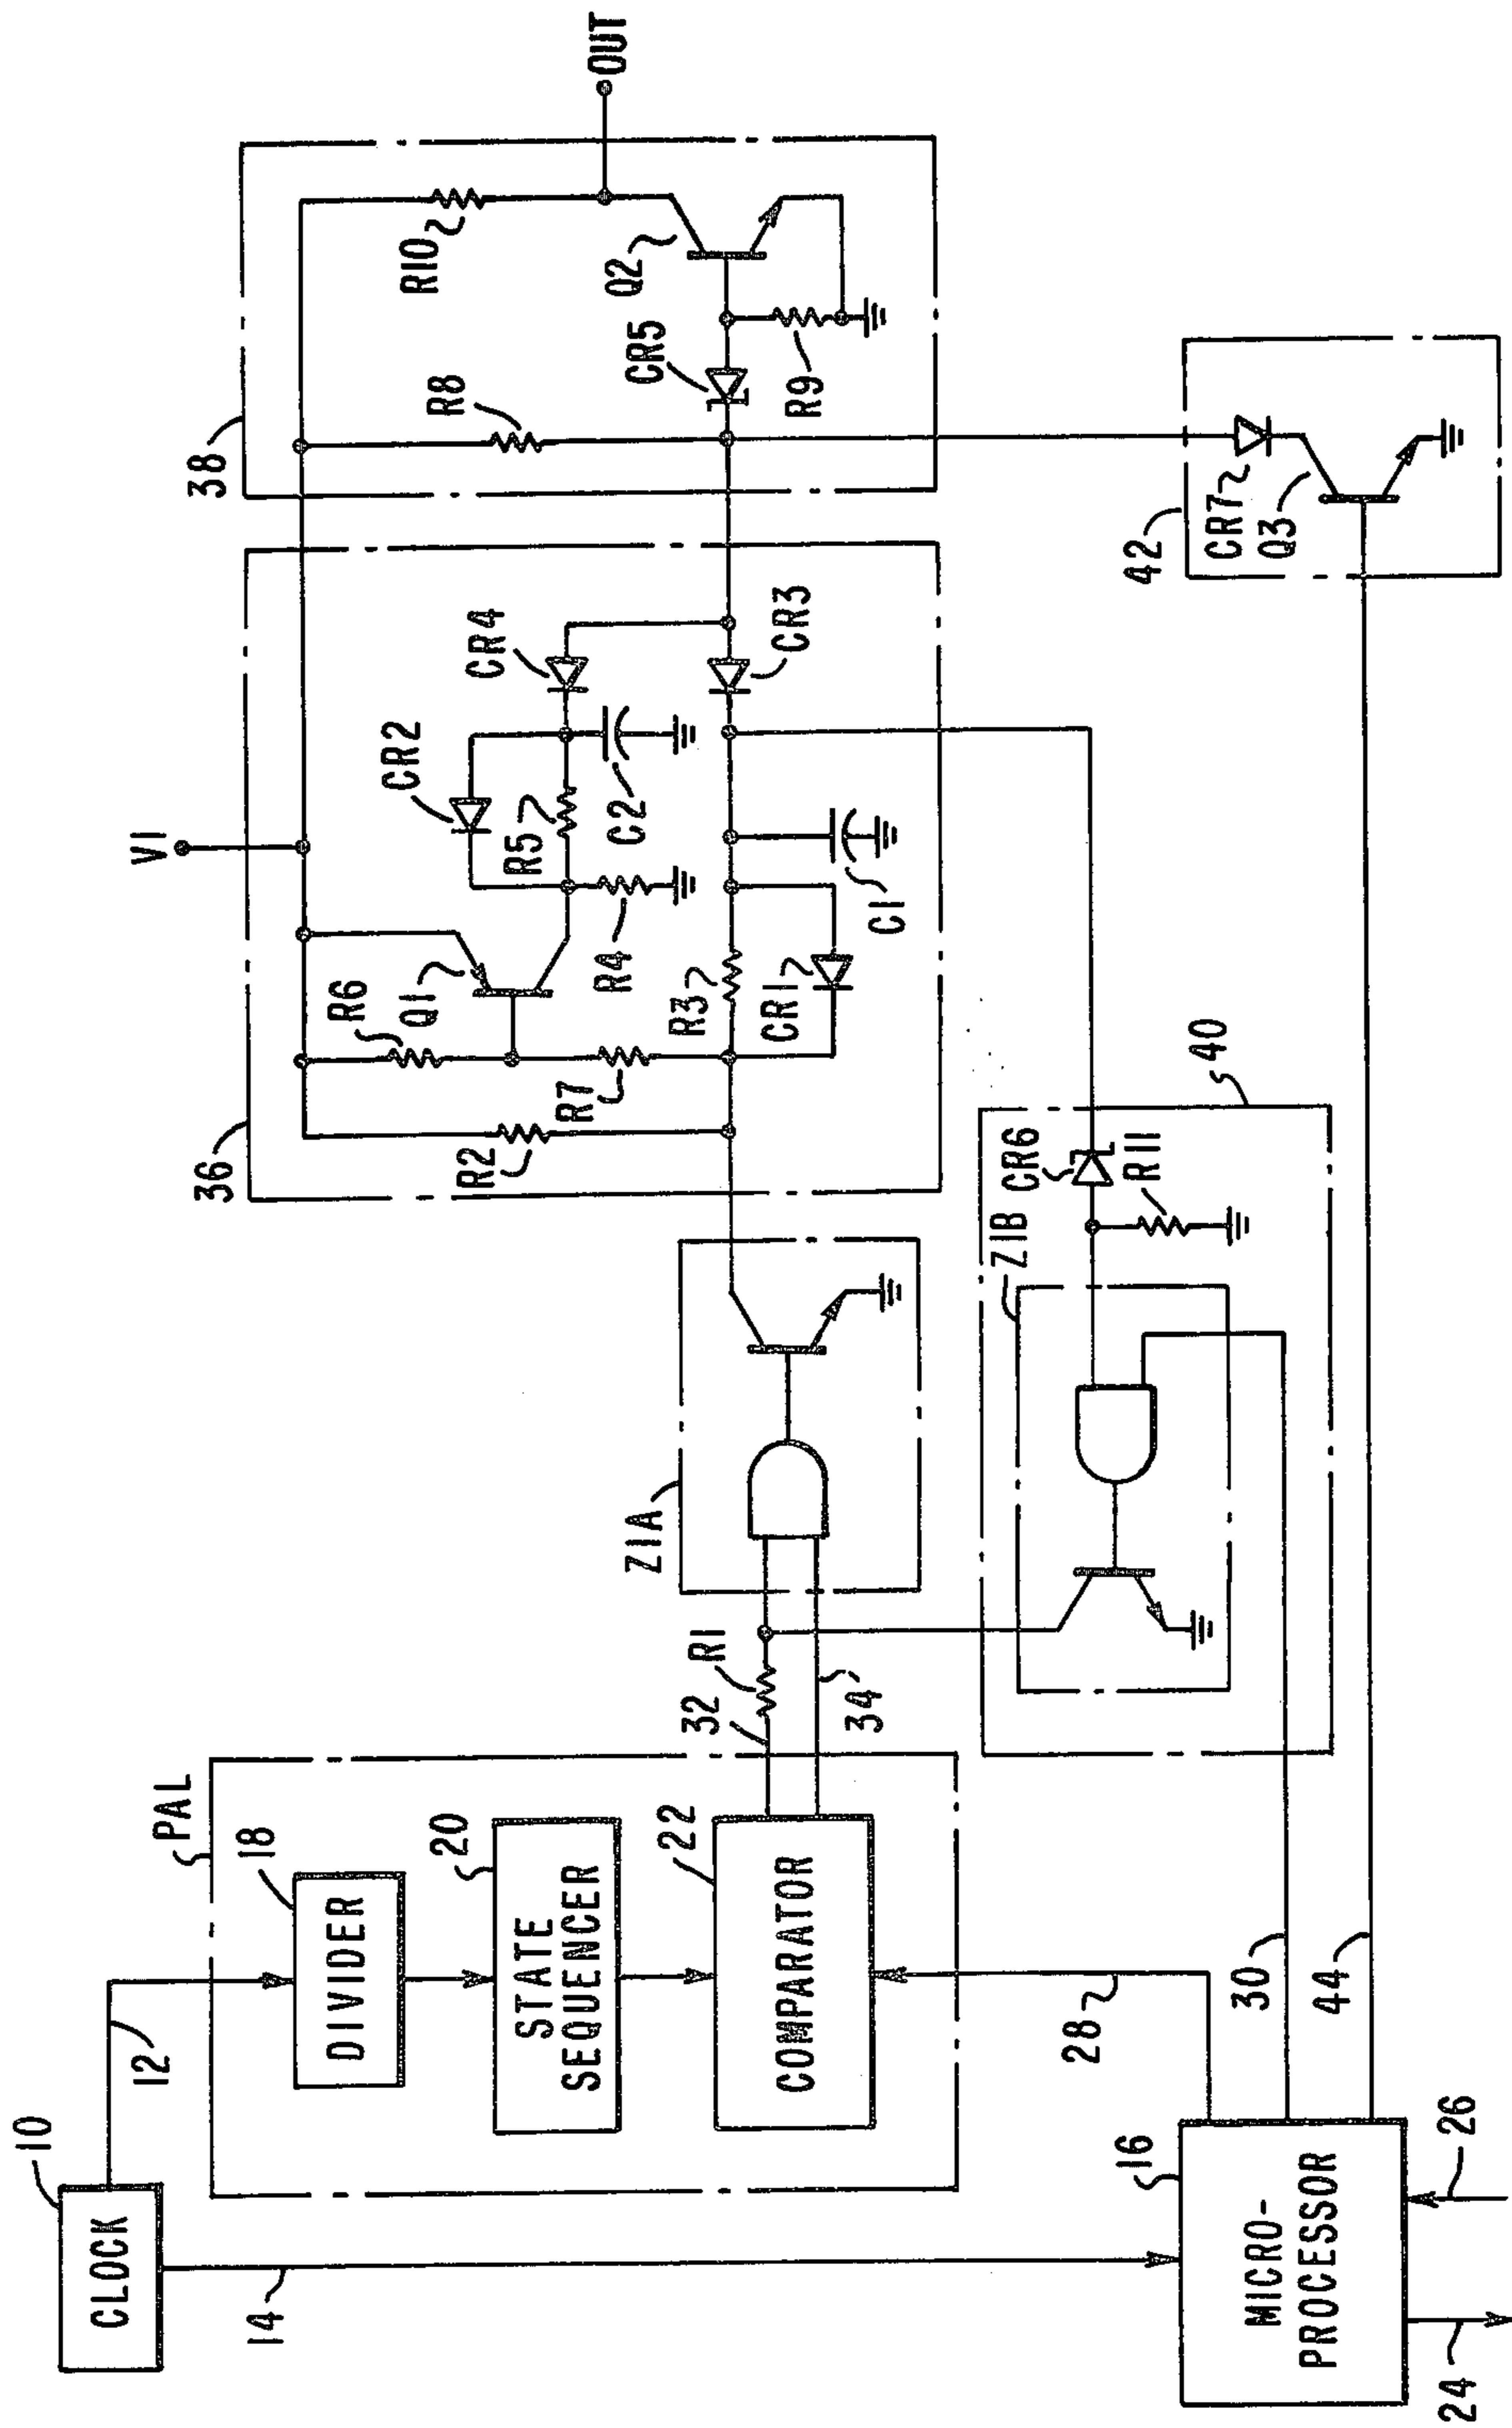 10
CLOCK
12
14
PAL
18
DIVIDER
20
STATE
SEQUENCER
22
COMPARATOR
28
16
MICRO-
PROCESSOR
24
26
30
44
32
R1
34
Z1A
36
R2
R6
Q1
R7
R4
R3
CR1
CR2
R5
C2
C1
CR4
CR3
V1
38
R8
R10
Q2
CR5
R9
OUT
40
Z1B
CR6
R11
42
CR7
Q3